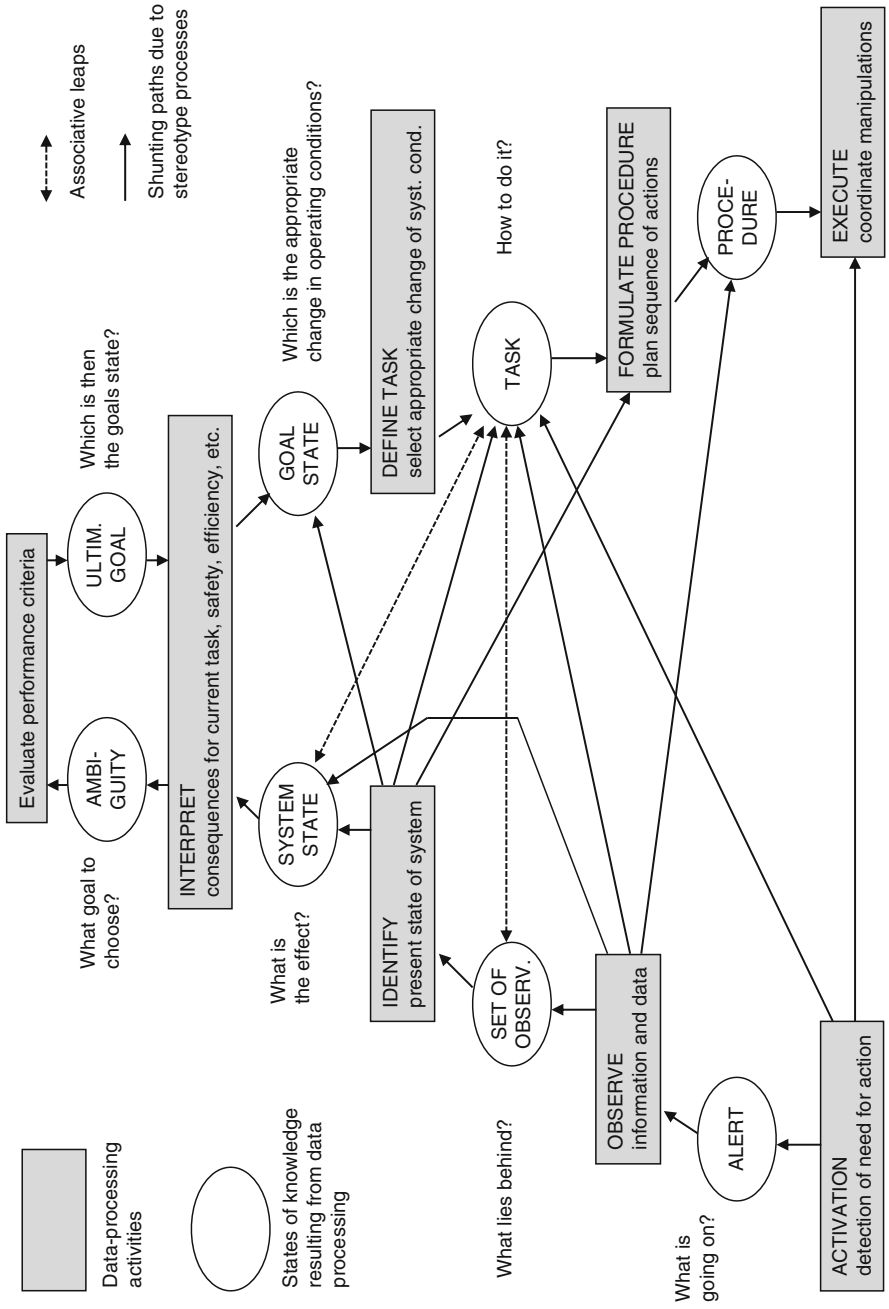 Data-processing
activities
States of knowledge
resulting from data
processing
Associative leaps
Shunting paths due to
stereotype processes
Evaluate performance criteria
AMBI-
GUITY
ULTIM.
GOAL
What goal to
choose?
Which is then
the goals state?
INTERPRET
consequences for current task, safety, efficiency, etc.
What is
the effect?
SYSTEM
STATE
GOAL
STATE
Which is the appropriate
change in operating conditions?
IDENTIFY
present state of system
DEFINE TASK
select appropriate change of syst. cond.
What lies behind?
SET OF
OBSERV.
TASK
How to do it?
OBSERVE
information and data
FORMULATE PROCEDURE
plan sequence of actions
What is
going on?
ALERT
PROCE-
DURE
ACTIVATION
detection of need for action
EXECUTE
coordinate manipulations